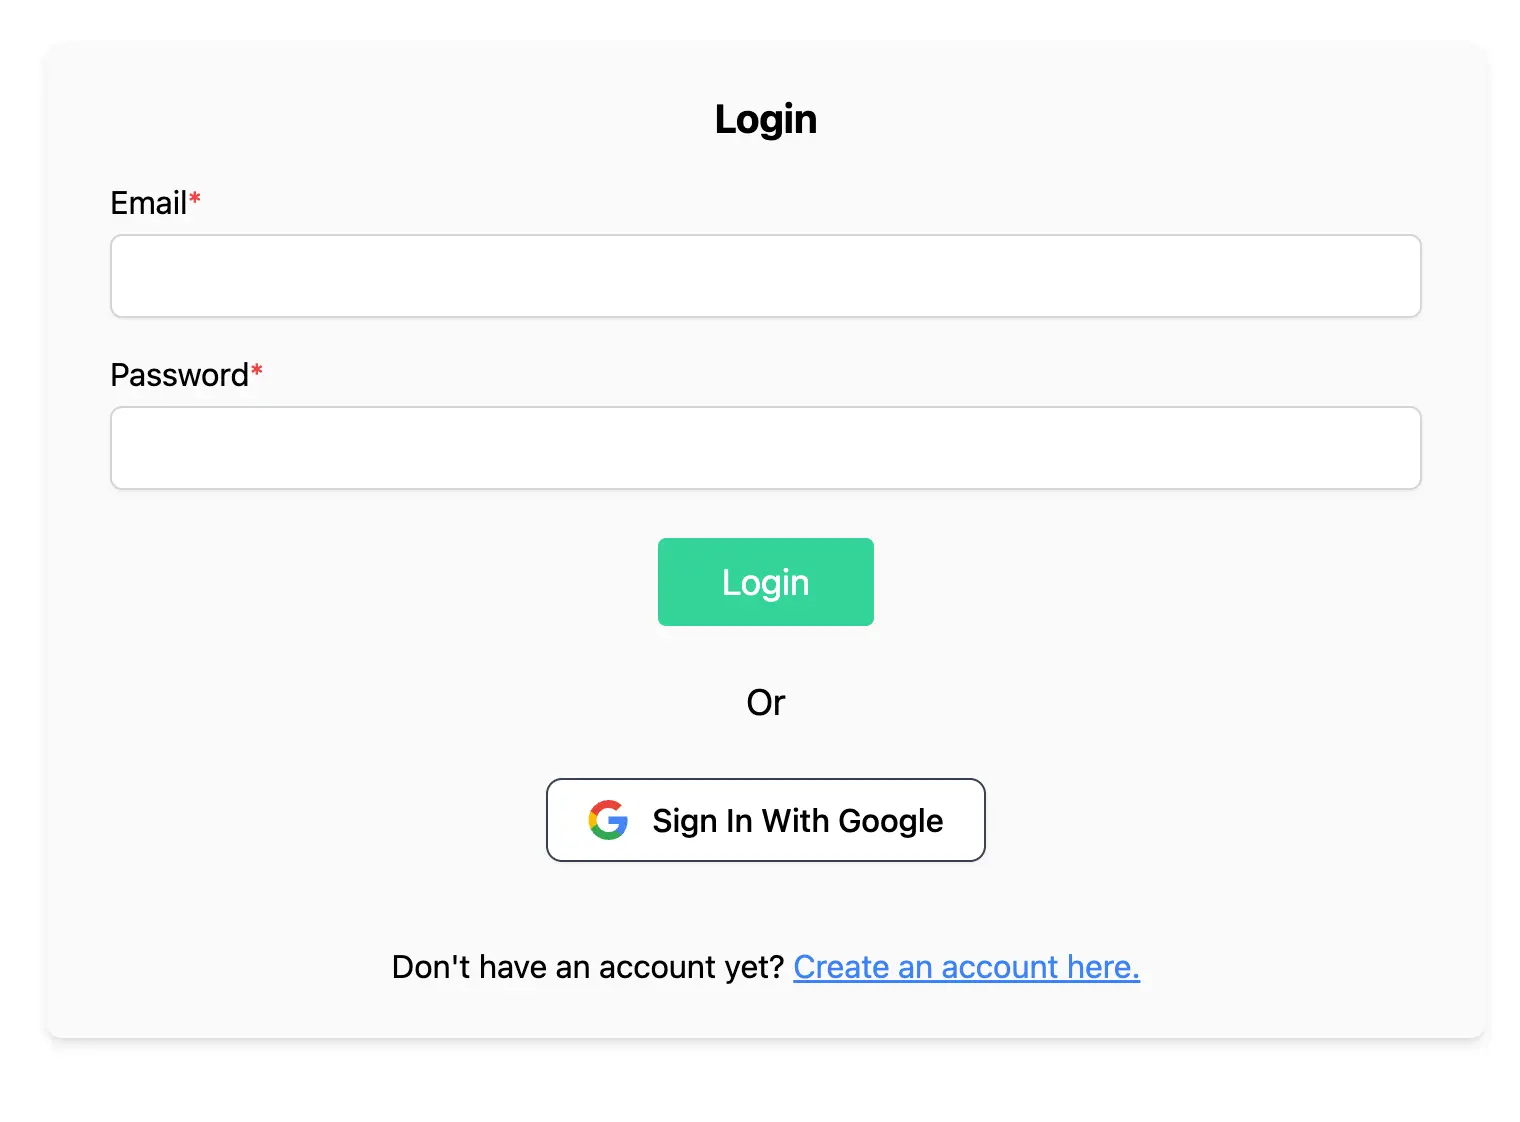 Login
Email*
Password*
Login
Or
Sign In With Google
Don't have an account yet? Create an account here.